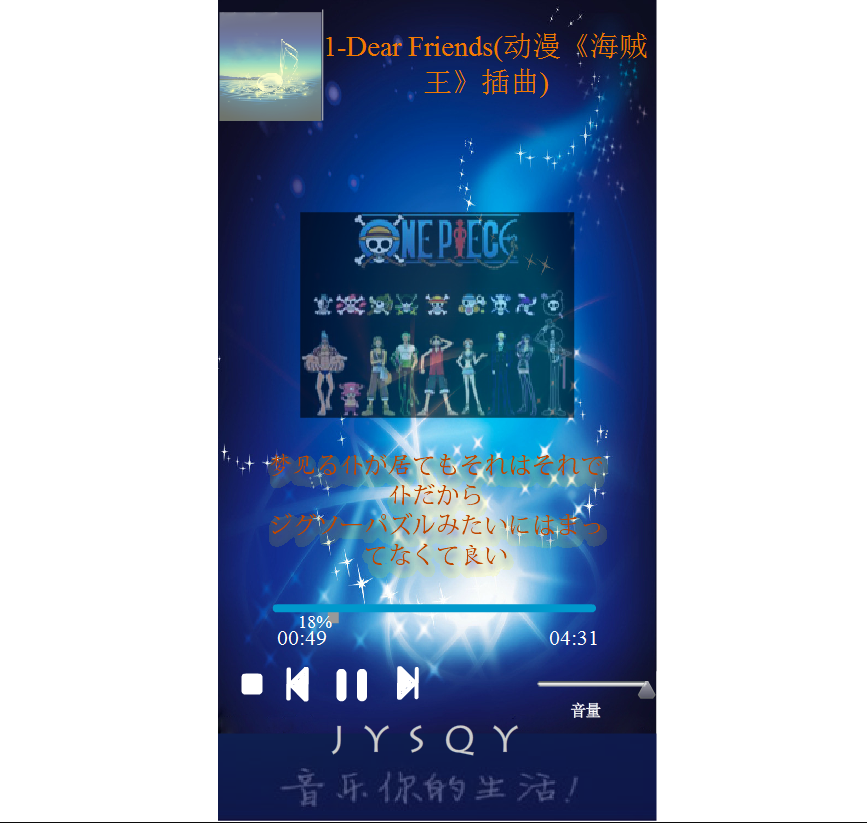 1-Dear Friends(动漫《海贼
王》插曲)
ONE PIECE
梦见る仆が居てもそれはそれで
仆だから
ジグソーパズルみたいにはまっ
てなくて良い
18%
00:49
04:31
音量
JYSQY
音乐你的生活!